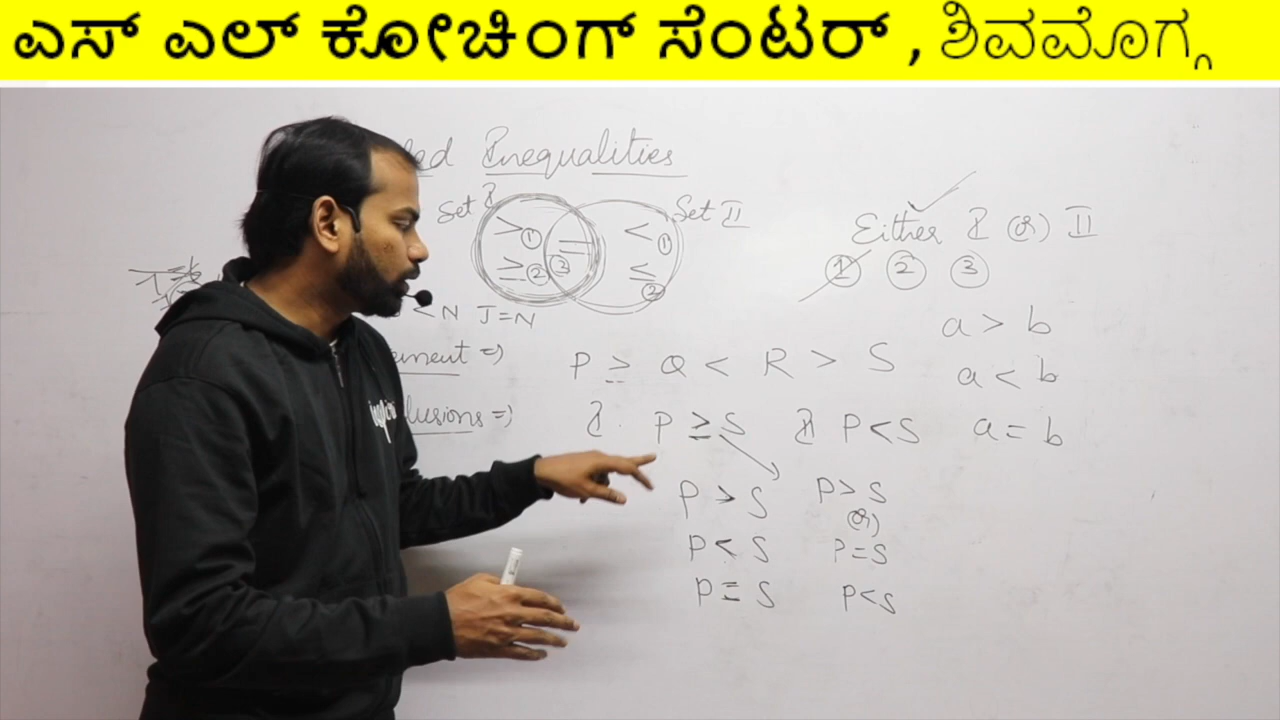 ಎಸ್ ಎಲ್ ಕೋಚಿಂಗ್ ಸೆಂಟರ್ , ಶಿವಮೊಗ್ಗ
Inequalities
Set I
Set II
> ① = < ①
≥ ② ③ ≤ ②
Either I (or) II
① ② ③
< N J = N
a > b
P ≥ Q < R > S
a < b
I. P ≥ S II P < S
a = b
P > S P > S
(or)
P < S P = S
P = S P < S